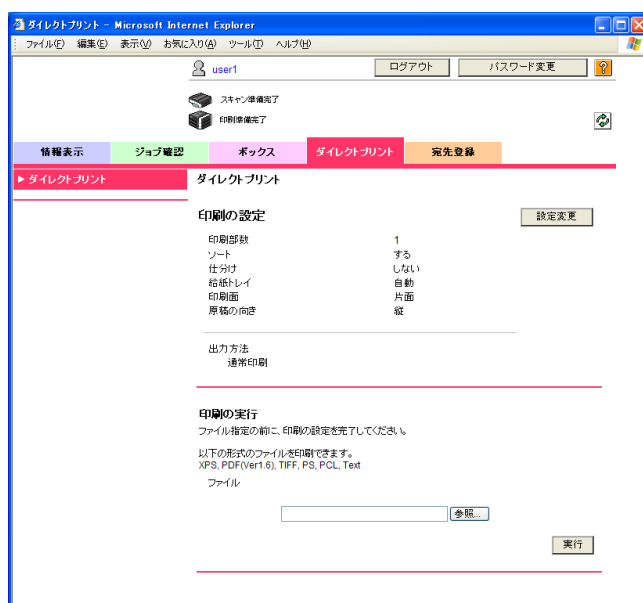 ダイレクトプリント - Microsoft Internet Explorer
ファイル(F) 編集(E) 表示(V) お気に入り(A) ツール(T) ヘルプ(H)
user1 ログアウト パスワード変更 ?
スキャン準備完了
印刷準備完了
情報表示 ジョブ確認 ボックス ダイレクトプリント 宛先登録
▶ ダイレクトプリント
ダイレクトプリント
印刷の設定 設定変更
印刷部数 1
ソート する
仕分け しない
給紙トレイ 自動
印刷面 片面
原稿の向き 縦
出力方法
通常印刷
印刷の実行
ファイル指定の前に、印刷の設定を完了してください。
以下の形式のファイルを印刷できます。
XPS, PDF(Ver1.6), TIFF, PS, PCL, Text
ファイル
参照...
実行